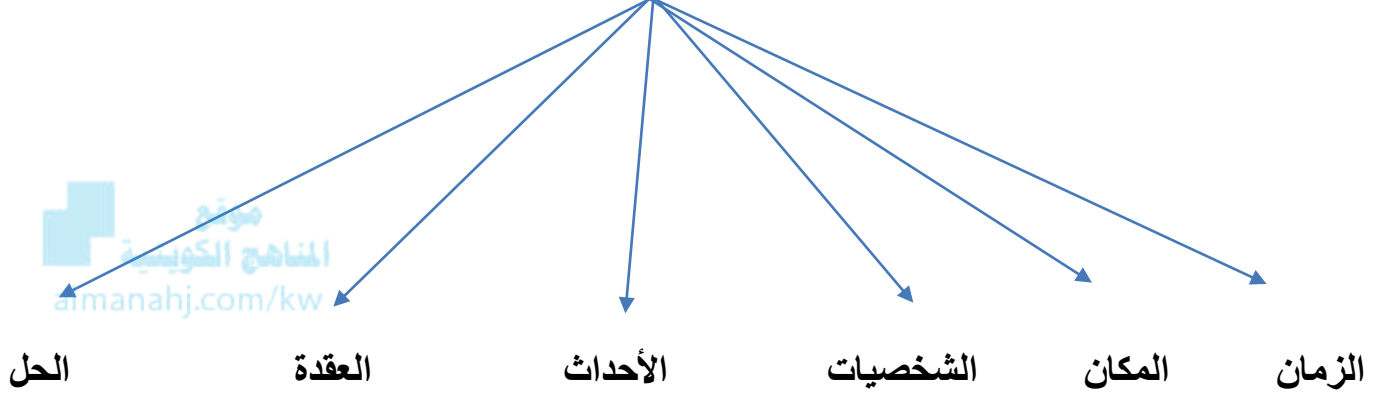 موقع
المناهج الكويتية
almanahj.com/kw
الزمان المكان الشخصيات الأحداث العقدة الحل